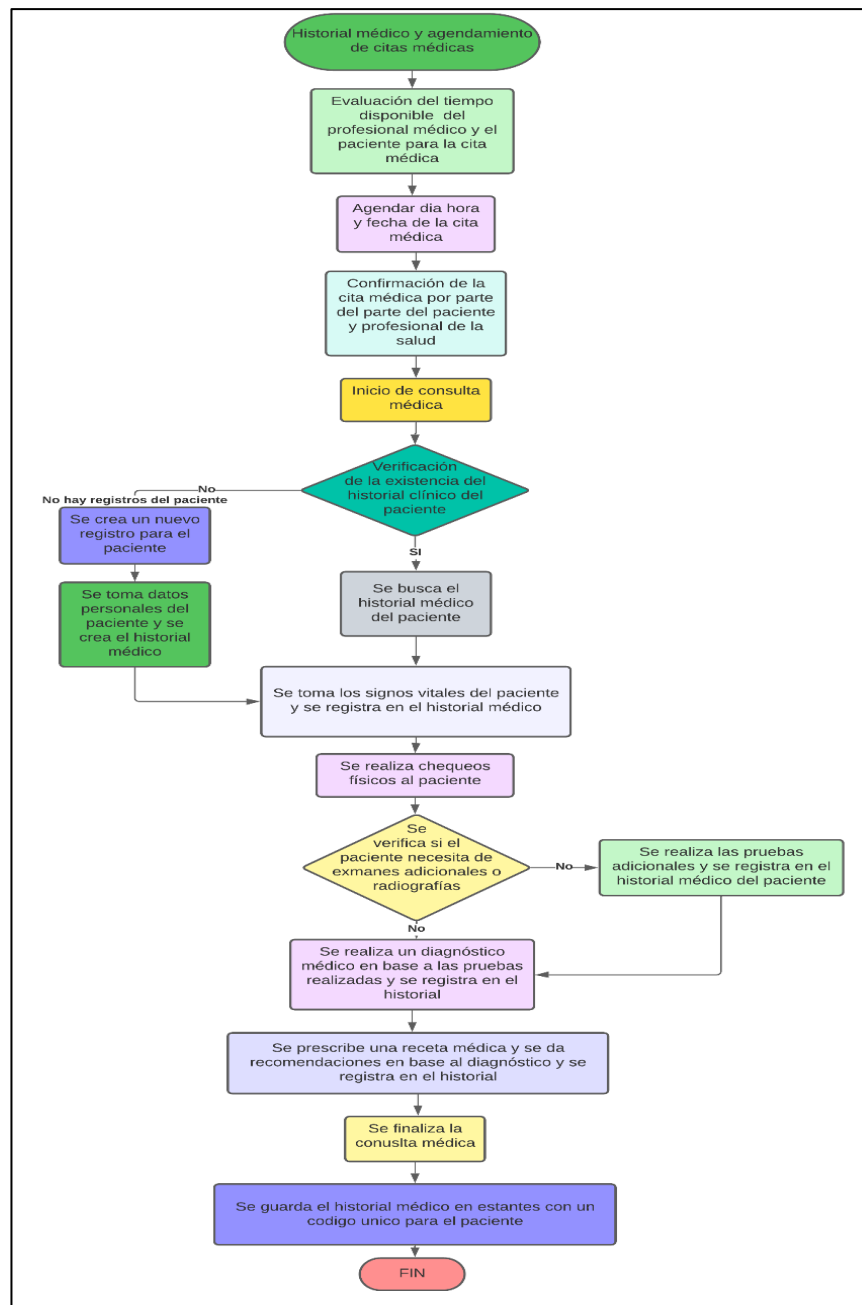 Historial médico y agendamiento
de citas médicas
Evaluación del tiempo
disponible del
profesional médico y el
paciente para la cita
médica
Agendar dia hora
y fecha de la cita
médica
Confirmación de la
cita médica por parte
del parte del paciente
y profesional de la
salud
Inicio de consulta
médica
Verificación
de la existencia del
historial clínico del
paciente
No
No hay registros del paciente
Se crea un nuevo
registro para el
paciente
SI
Se toma datos
personales del
paciente y se
crea el historial
médico
Se busca el
historial médico
del paciente
Se toma los signos vitales del paciente
y se registra en el historial médico
Se realiza chequeos
físicos al paciente
Se
verifica si el
paciente necesita de
exmanes adicionales o
radiografías
No
Se realiza las pruebas
adicionales y se registra en el
historial médico del paciente
No
Se realiza un diagnóstico
médico en base a las pruebas
realizadas y se registra en el
historial
Se prescribe una receta médica y se da
recomendaciones en base al diagnóstico y se
registra en el historial
Se finaliza la
conuslta médica
Se guarda el historial médico en estantes con un
codigo unico para el paciente
FIN